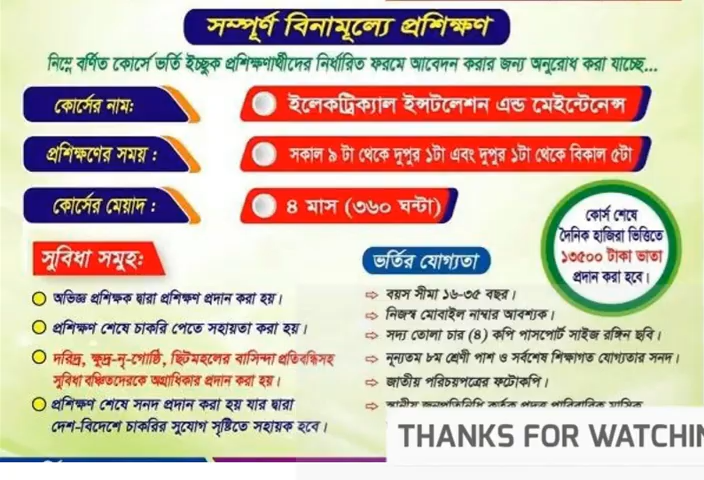 সম্পূর্ণ বিনামূল্যে প্রশিক্ষণ
নিম্নে বর্ণিত কোর্সে ভর্তি ইচ্ছুক প্রশিক্ষণার্থীদের নির্ধারিত ফরমে আবেদন করার জন্য অনুরোধ করা যাচ্ছে...
কোর্সের নাম:
ইলেকট্রিক্যাল ইন্সটলেশন এন্ড মেইন্টেনেন্স
প্রশিক্ষণের সময় :
সকাল ৯ টা থেকে দুপুর ১টা এবং দুপুর ১টা থেকে বিকাল ৫টা
কোর্সের মেয়াদ :
৪ মাস (৩৬০ ঘন্টা)
কোর্স শেষে
দৈনিক হাজিরা ভিত্তিতে
১৩৫০০ টাকা ভাতা
প্রদান করা হবে।
সুবিধা সমুহ:
অভিজ্ঞ প্রশিক্ষক দ্বারা প্রশিক্ষণ প্রদান করা হয়।
প্রশিক্ষণ শেষে চাকরি পেতে সহায়তা করা হয়।
দরিদ্র, ক্ষুদ্র-নৃ-গোষ্ঠি, ছিটমহলের বাসিন্দা প্রতিবন্ধিসহ
সুবিধা বঞ্চিতদেরকে অগ্রাধিকার প্রদান করা হয়।
প্রশিক্ষণ শেষে সনদ প্রদান করা হয় যার দ্বারা
দেশ-বিদেশে চাকরির সুযোগ সৃষ্টিতে সহায়ক হবে।
ভর্তির যোগ্যতা
⇨ বয়স সীমা ১৬-৩৫ বছর।
⇨ নিজস্ব মোবাইল নাম্বার আবশ্যক।
⇨ সদ্য তোলা চার (৪) কপি পাসপোর্ট সাইজ রঙ্গিন ছবি।
⇨ নূন্যতম ৮ম শ্রেণী পাশ ও সর্বশেষ শিক্ষাগত যোগ্যতার সনদ।
⇨ জাতীয় পরিচয়পত্রের ফটোকপি।
THANKS FOR WATCHIN